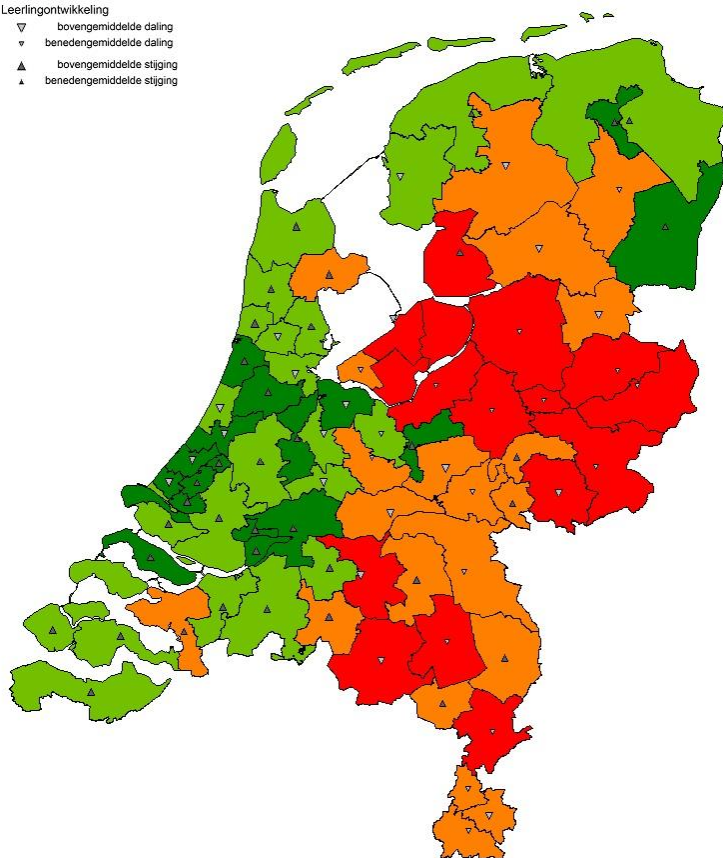 Leerlingontwikkeling
bovengemiddelde daling
benedengemiddelde daling
bovengemiddelde stijging
benedengemiddelde stijging